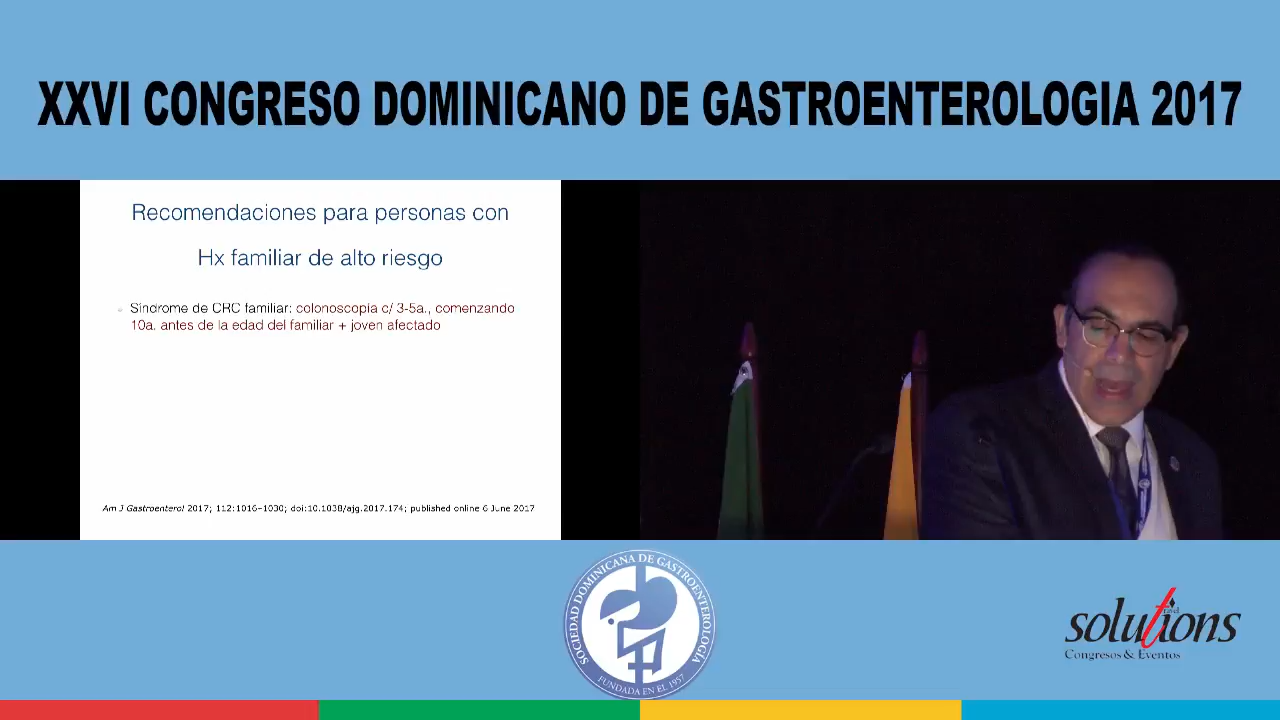 XXVI CONGRESO DOMINICANO DE GASTROENTEROLOGIA 2017
Recomendaciones para personas con
Hx familiar de alto riesgo
Síndrome de CRC familiar: colonoscopía c/ 3-5a., comenzando
10a. antes de la edad del familiar + joven afectado
Am J Gastroenterol 2017; 112:1016–1030; doi:10.1038/ajg.2017.174; published online 6 June 2017
SOCIEDAD DOMINICANA DE GASTROENTEROLOGÍA
FUNDADA EN EL 1957
solutions
travel
Congresos & Eventos